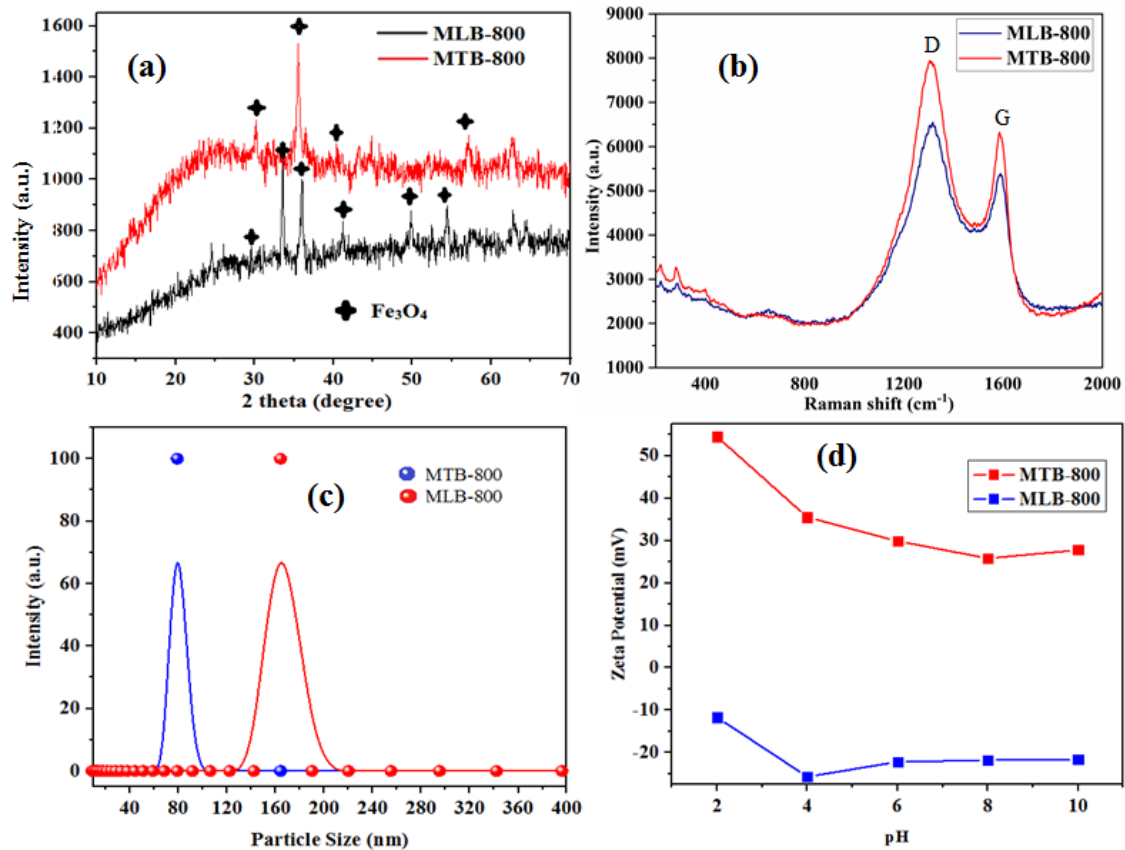 (a)
MLB-800
MTB-800
1600
1400
1200
1000
800
600
400
Intensity (a.u.)
Fe₃O₄
10
20
30
40
50
60
70
2 theta (degree)
(b)
MLB-800
MTB-800
D
G
9000
8000
7000
6000
5000
4000
3000
2000
1000
Intensity (a.u.)
400
800
1200
1600
2000
Raman shift (cm⁻¹)
(c)
MTB-800
MLB-800
100
80
60
40
20
0
Intensity (a.u.)
40
80
120
160
200
240
280
320
360
400
Particle Size (nm)
(d)
MTB-800
MLB-800
50
40
30
20
10
0
-10
-20
Zeta Potential (mV)
2
4
6
8
10
pH